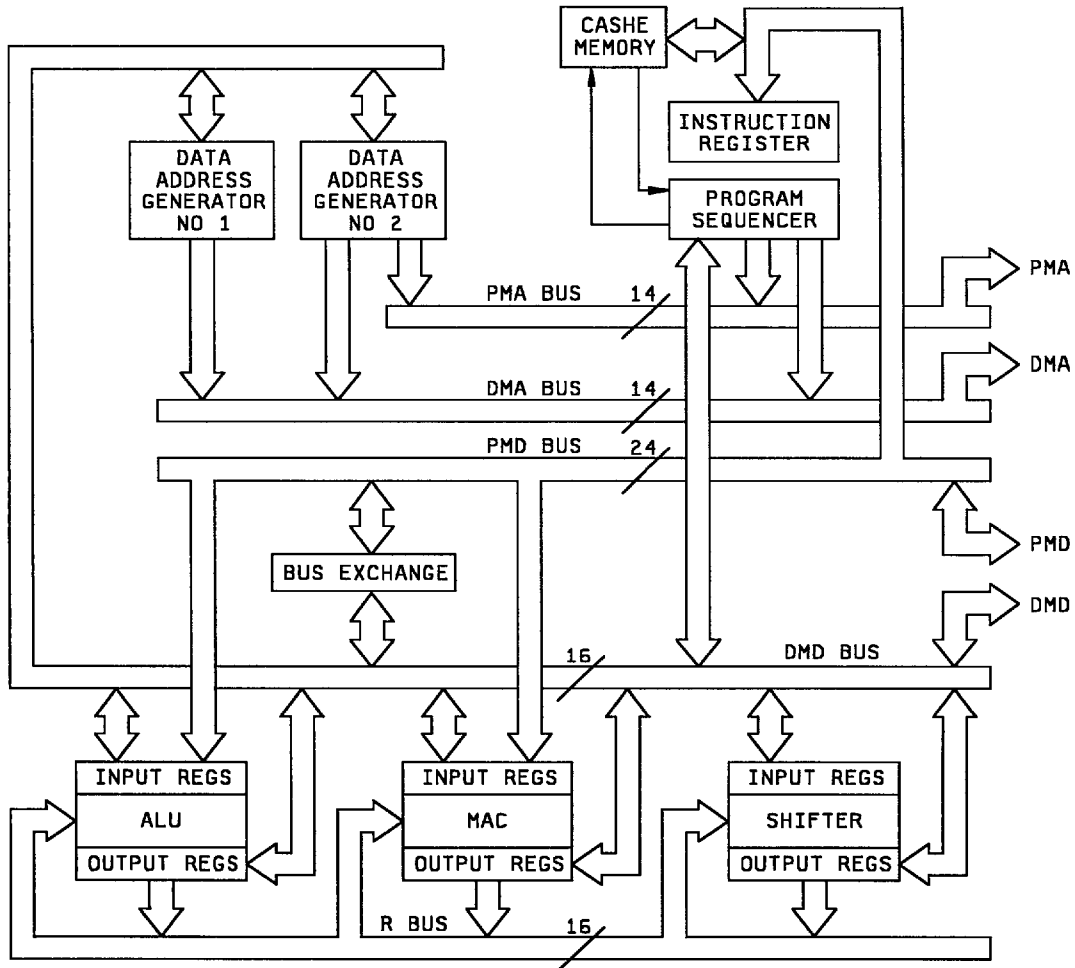 CASHE
MEMORY
INSTRUCTION
REGISTER
DATA
ADDRESS
GENERATOR
NO 1
DATA
ADDRESS
GENERATOR
NO 2
PROGRAM
SEQUENCER
PMA BUS 14
PMA
DMA BUS 14
DMA
PMD BUS 24
PMD
BUS EXCHANGE
DMD
16 DMD BUS
INPUT REGS
ALU
OUTPUT REGS
INPUT REGS
MAC
OUTPUT REGS
INPUT REGS
SHIFTER
OUTPUT REGS
R BUS 16